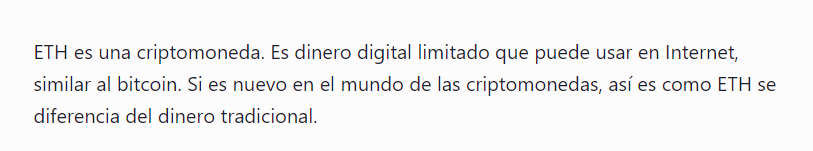 ETH es una criptomoneda. Es dinero digital limitado que puede usar en Internet,
similar al bitcoin. Si es nuevo en el mundo de las criptomonedas, así es como ETH se
diferencia del dinero tradicional.